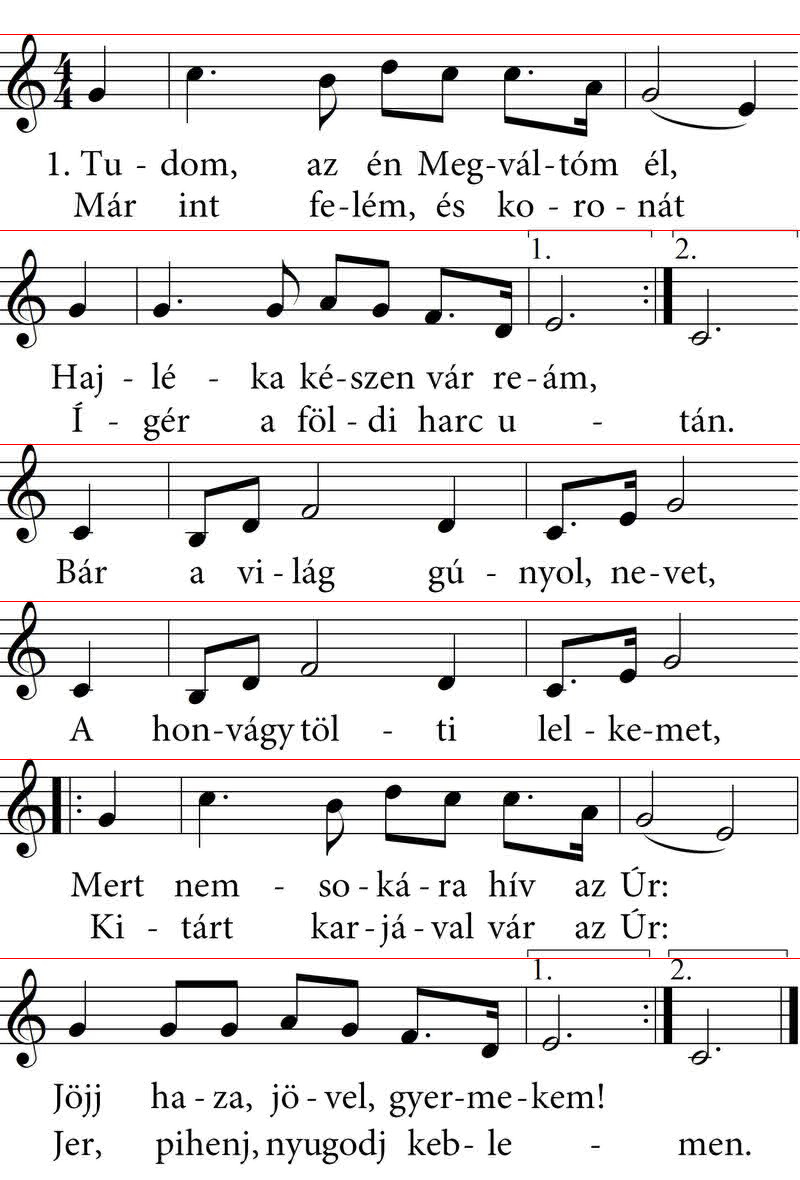 1. Tu - dom, az én Meg-vál-tóm él,
Már int fe-lém, és ko - ro - nát
1. 2.
Haj - lé - ka ké-szen vár re-ám,
Í - gér a föl - di harc u - tán.
Bár a vi - lág gú - nyol, ne-vet,
A hon-vágy töl - ti lel - ke-met,
Mert nem - so - ká - ra hív az Úr:
Ki - tárt kar - já - val vár az Úr:
1. 2.
Jöjj ha - za, jö - vel, gyer-me-kem!
Jer, pihenj, nyugodj keb- le - men.